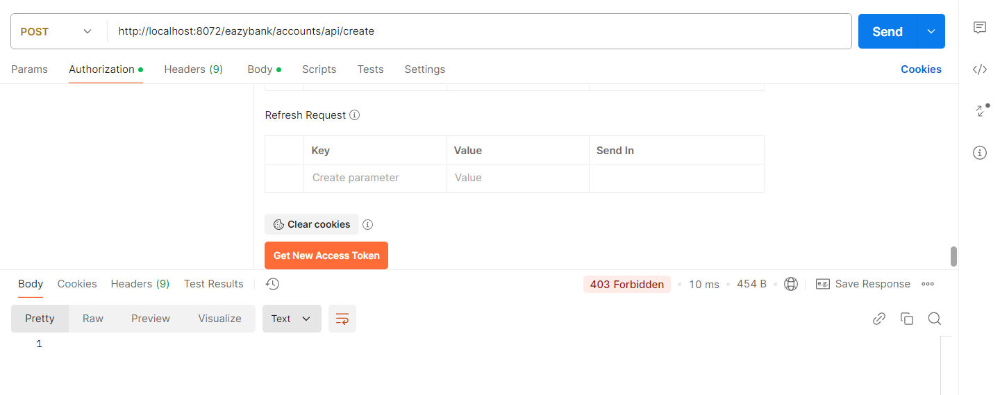 POST http://localhost:8072/eazybank/accounts/api/create Send
Params Authorization Headers (9) Body Scripts Tests Settings Cookies
Refresh Request
Key Value Send In
Create parameter Value
Clear cookies
Get New Access Token
Body Cookies Headers (9) Test Results 403 Forbidden 10 ms 454 B e.g. Save Response
Pretty Raw Preview Visualize Text
1